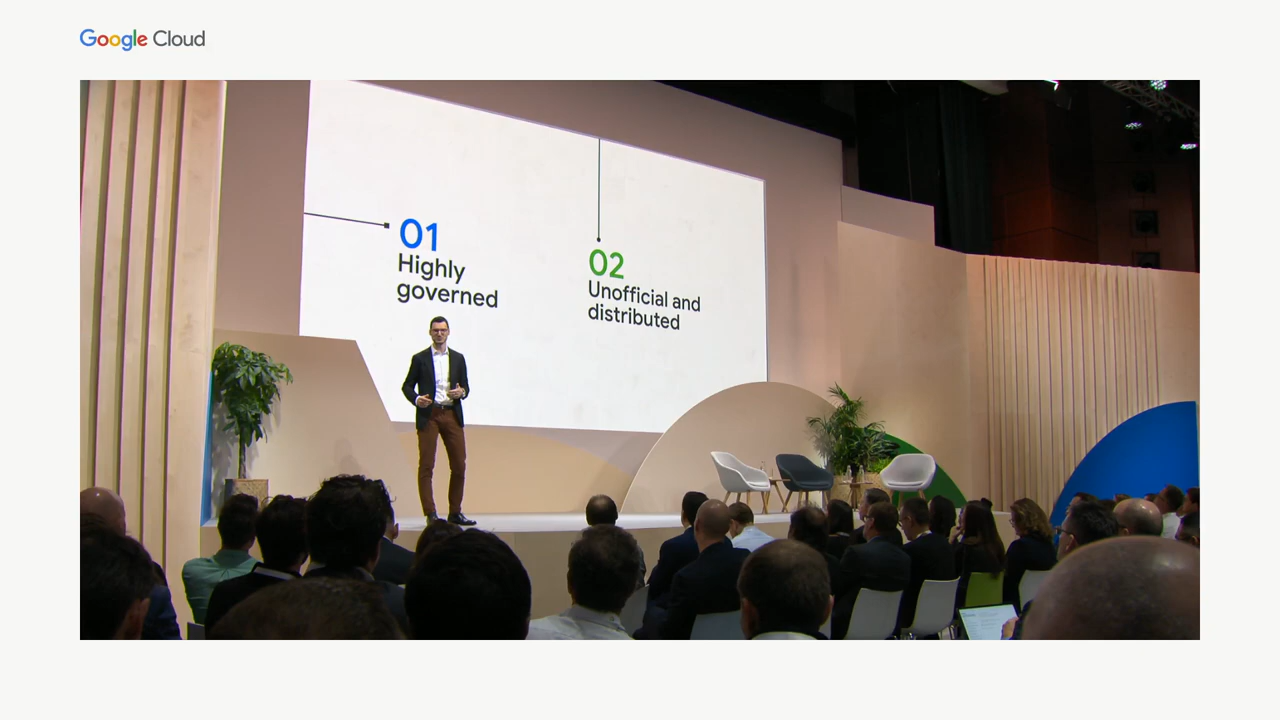 Google Cloud
01
Highly
governed
02
Unofficial and
distributed